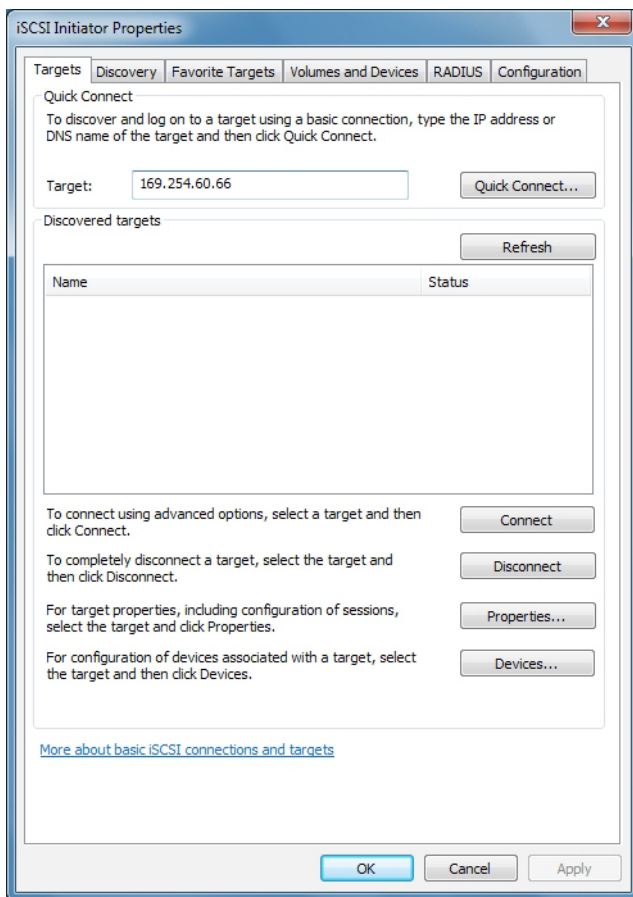 iSCSI Initiator Properties
Targets Discovery Favorite Targets Volumes and Devices RADIUS Configuration
Quick Connect
To discover and log on to a target using a basic connection, type the IP address or
DNS name of the target and then click Quick Connect.
Target: 169.254.60.66 Quick Connect...
Discovered targets
Refresh
Name Status
To connect using advanced options, select a target and then
click Connect.
Connect
To completely disconnect a target, select the target and
then click Disconnect.
Disconnect
For target properties, including configuration of sessions,
select the target and click Properties.
Properties...
For configuration of devices associated with a target, select
the target and then click Devices.
Devices...
More about basic iSCSI connections and targets
OK Cancel Apply